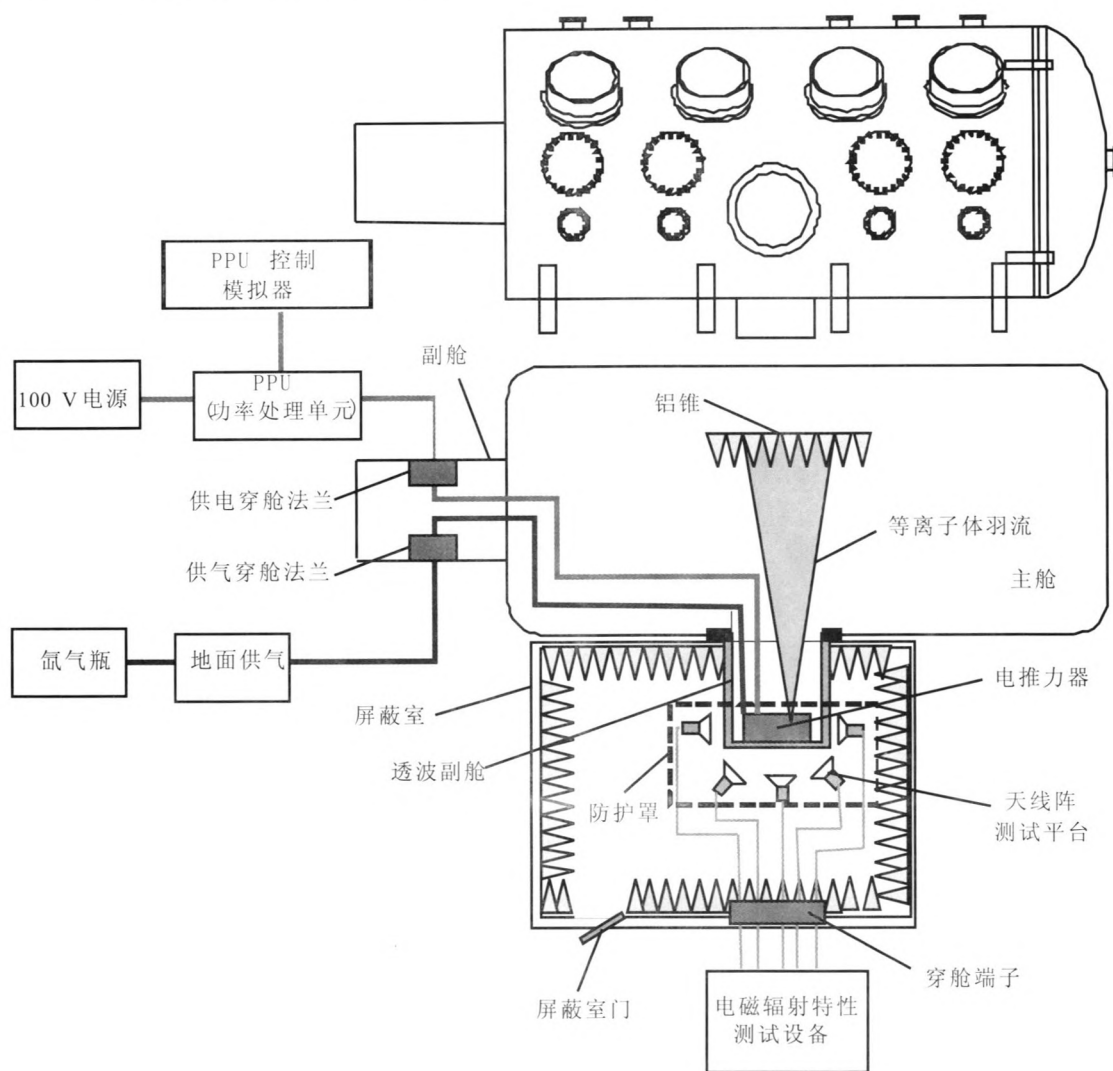 PPU 控制
模拟器
副舱
100 V 电源
PPU
(功率处理单元)
铝锥
供电穿舱法兰
等离子体羽流
供气穿舱法兰
主舱
氙气瓶
地面供气
电推力器
屏蔽室
透波副舱
防护罩
天线阵
测试平台
穿舱端子
屏蔽室门
电磁辐射特性
测试设备